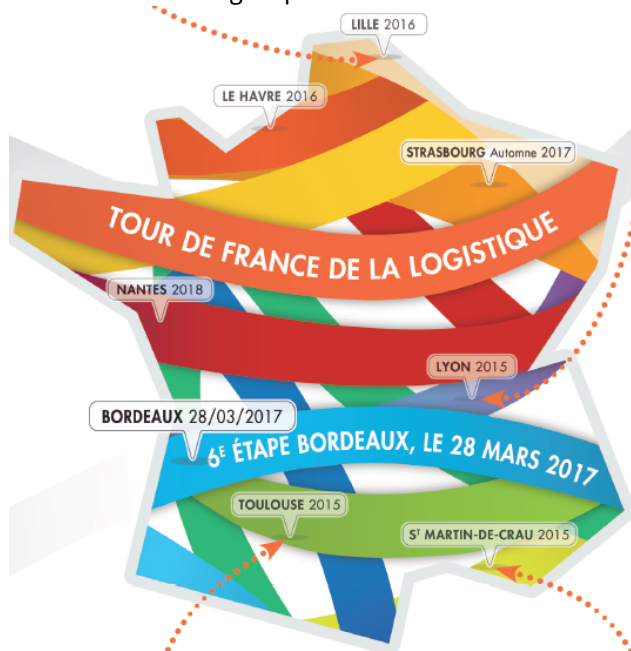 LILLE 2016
LE HAVRE 2016
STRASBOURG Automne 2017
TOUR DE FRANCE DE LA LOGISTIQUE
NANTES 2018
LYON 2015
BORDEAUX 28/03/2017
6E ÉTAPE BORDEAUX, LE 28 MARS 2017
TOULOUSE 2015
ST MARTIN-DE-CRAU 2015